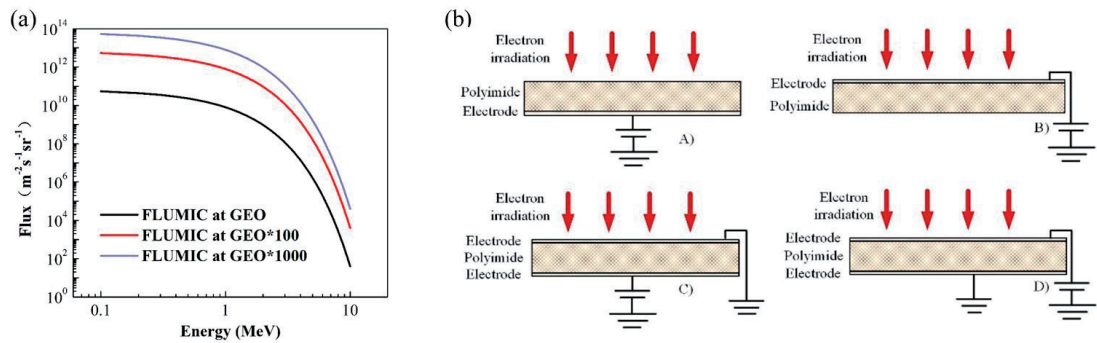 (a)
10^14
10^12
10^10
10^8
10^6
10^4
10^2
10^0
Flux ( m^-2 s^-1 sr^-1 )
FLUMIC at GEO
FLUMIC at GEO*100
FLUMIC at GEO*1000
0.1
1
10
Energy (MeV)
(b)
Electron
irradiation
Polyimide
Electrode
A)
Electron
irradiation
Electrode
Polyimide
B)
Electron
irradiation
Electrode
Polyimide
Electrode
C)
Electron
irradiation
Electrode
Polyimide
Electrode
D)